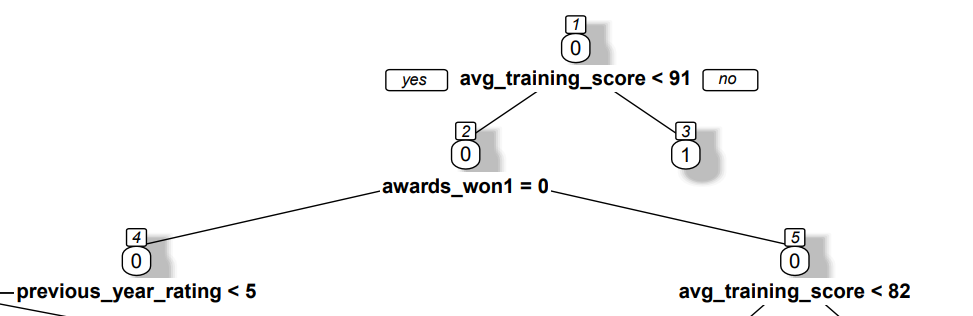 1
0
yes avg_training_score < 91 no
2 3
0 1
awards_won1 = 0
4 5
0 0
previous_year_rating < 5 avg_training_score < 82